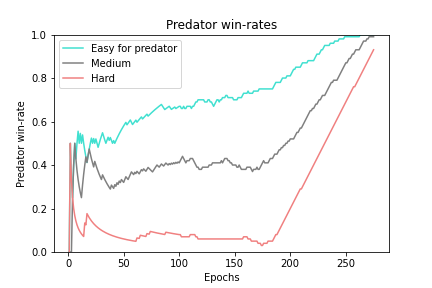 Predator win-rates
Easy for predator
Medium
Hard
Predator win-rate
1.0
0.8
0.6
0.4
0.2
0.0
0
50
100
150
200
250
Epochs